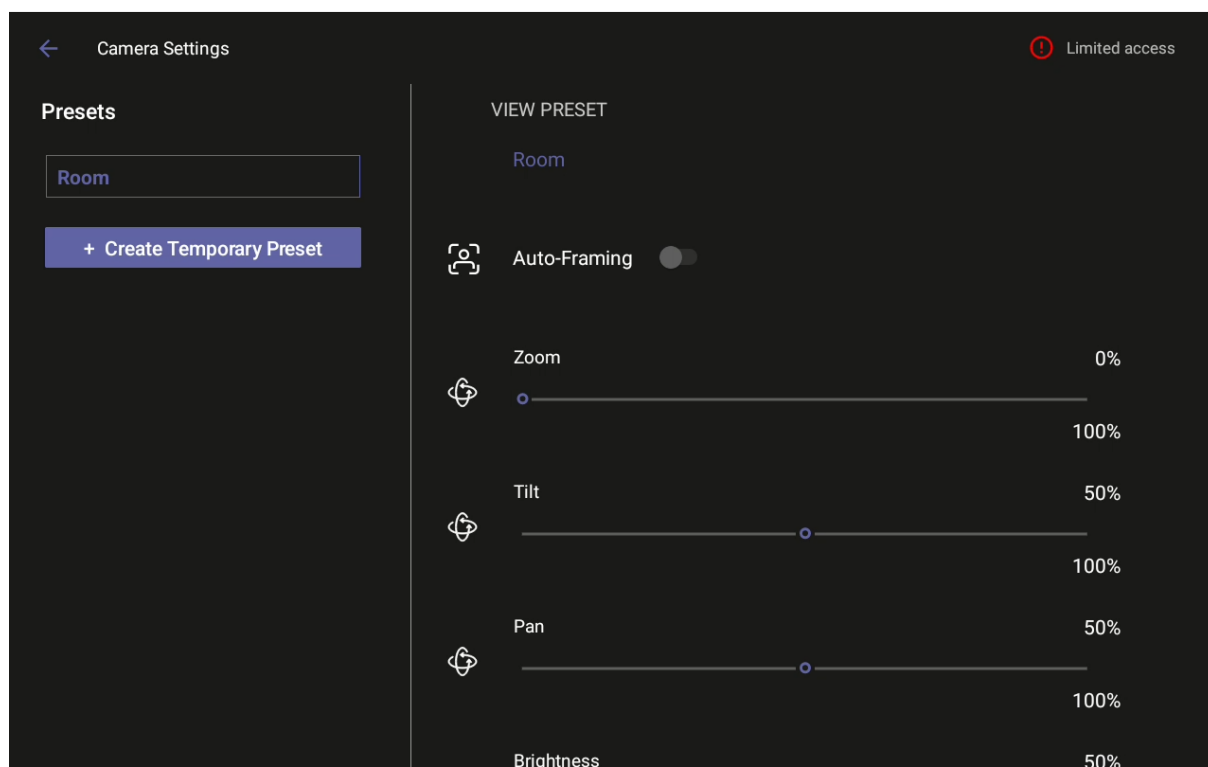 Camera Settings
Limited access
Presets
Room
+ Create Temporary Preset
VIEW PRESET
Room
Auto-Framing
Zoom 0%
100%
Tilt 50%
100%
Pan 50%
100%
Brightness 50%